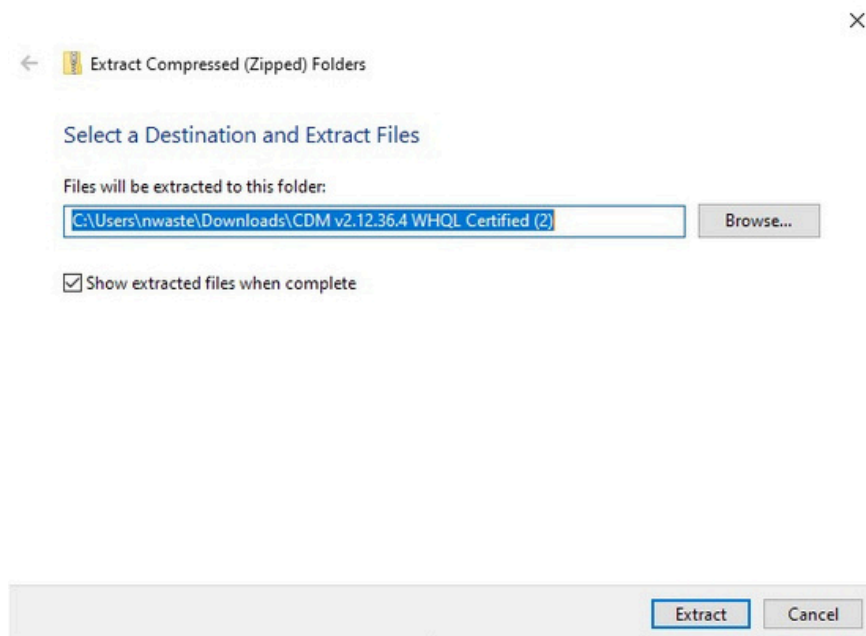 Extract Compressed (Zipped) Folders
Select a Destination and Extract Files
Files will be extracted to this folder:
C:\Users\nwaste\Downloads\CDM v2.12.36.4 WHQL Certified (2)
Browse...
Show extracted files when complete
Extract
Cancel